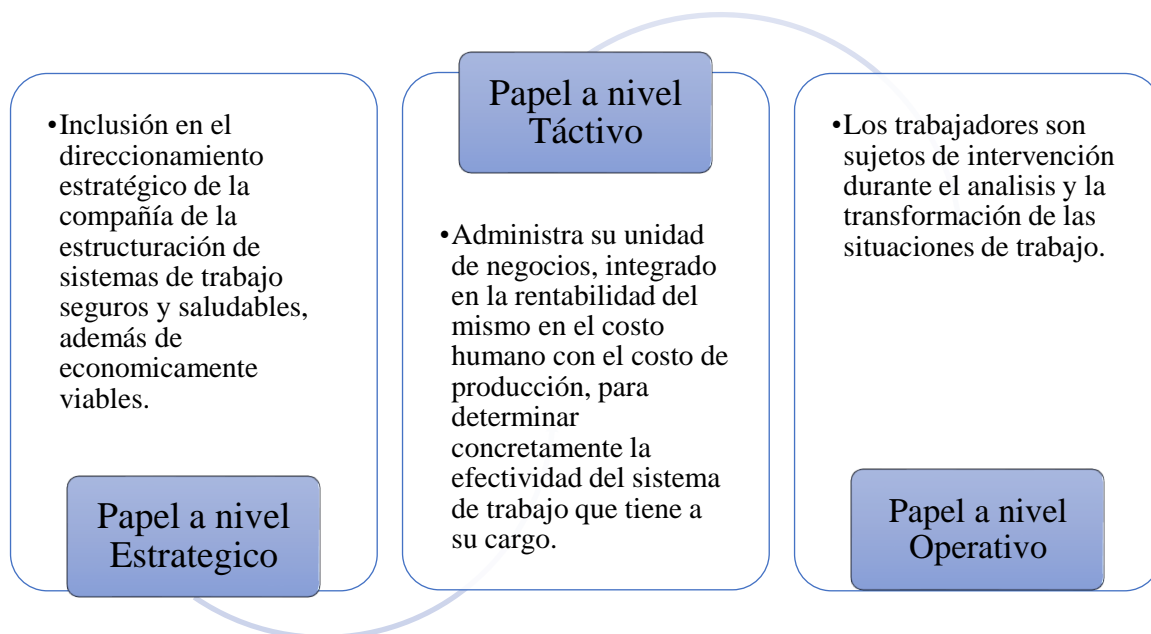 •Inclusión en el
direccionamiento
estratégico de la
compañía de la
estructuración de
sistemas de trabajo
seguros y saludables,
además de
economicamente
viables.
Papel a nivel
Estrategico
Papel a nivel
Táctivo
•Administra su unidad
de negocios, integrado
en la rentabilidad del
mismo en el costo
humano con el costo de
producción, para
determinar
concretamente la
efectividad del sistema
de trabajo que tiene a
su cargo.
•Los trabajadores son
sujetos de intervención
durante el analisis y la
transformación de las
situaciones de trabajo.
Papel a nivel
Operativo